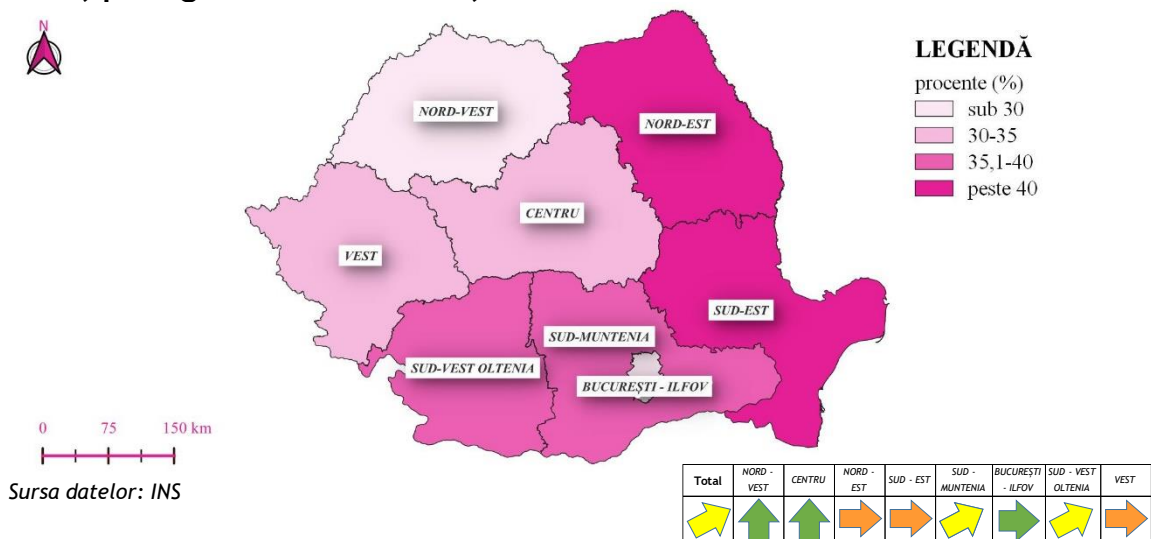 N
LEGENDĂ
procente (%)
sub 30
30-35
35,1-40
peste 40
NORD-VEST
NORD-EST
CENTRU
VEST
SUD-EST
SUD-MUNTENIA
SUD-VEST OLTENIA
BUCUREȘTI - ILFOV
0 75 150 km
Sursa datelor: INS
Total NORD - VEST CENTRU NORD - EST SUD - EST SUD - MUNTENIA BUCUREȘTI - ILFOV SUD - VEST OLTENIA VEST